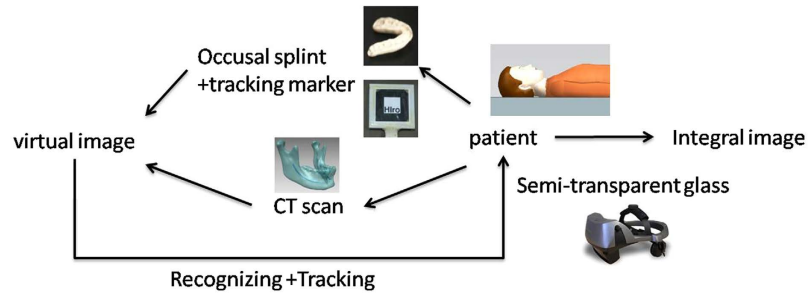 Occusal splint
+tracking marker
Hiro
virtual image
patient
Integral image
CT scan
Semi-transparent glass
Recognizing +Tracking